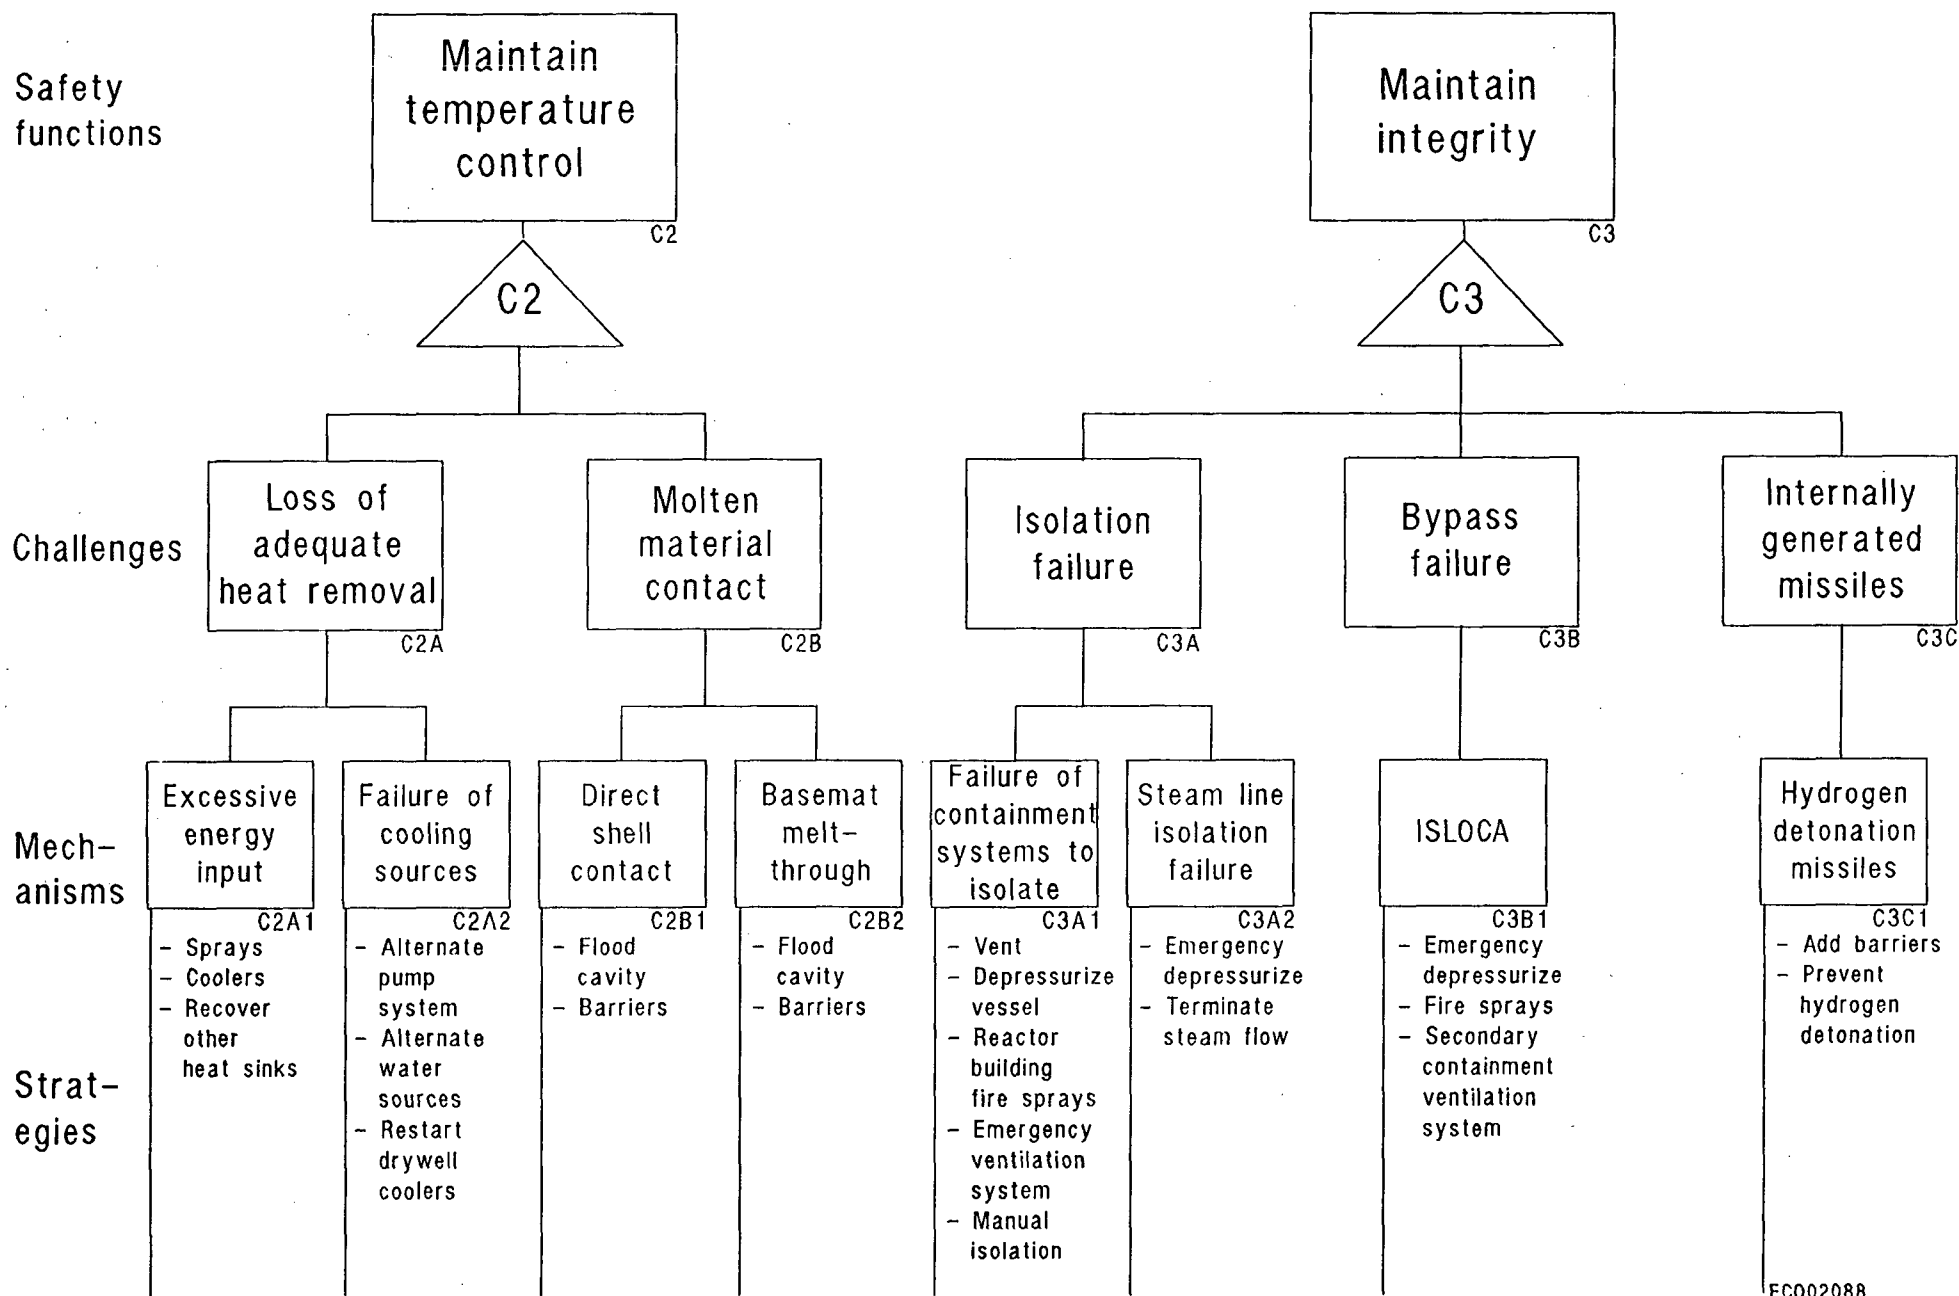 Safety
functions
Maintain
temperature
control
C2
C2
Maintain
integrity
C3
C3
Challenges
Loss of
adequate
heat removal
C2A
Molten
material
contact
C2B
Isolation
failure
C3A
Bypass
failure
C3B
Internally
generated
missiles
C3C
Mech-
anisms
Excessive
energy
input
C2A1
Failure of
cooling
sources
C2A2
Direct
shell
contact
C2B1
Basemat
melt-
through
C2B2
Failure of
containment
systems to
isolate
C3A1
Steam line
isolation
failure
C3A2
ISLOCA
C3B1
Hydrogen
detonation
missiles
C3C1
Strat-
egies
- Sprays
- Coolers
- Recover
other
heat sinks
- Alternate
pump
system
- Alternate
water
sources
- Restart
drywell
coolers
- Flood
cavity
- Barriers
- Flood
cavity
- Barriers
- Vent
- Depressurize
vessel
- Reactor
building
fire sprays
- Emergency
ventilation
system
- Manual
isolation
- Emergency
depressurize
- Terminate
steam flow
- Emergency
depressurize
- Fire sprays
- Secondary
containment
ventilation
system
- Add barriers
- Prevent
hydrogen
detonation
EC002088